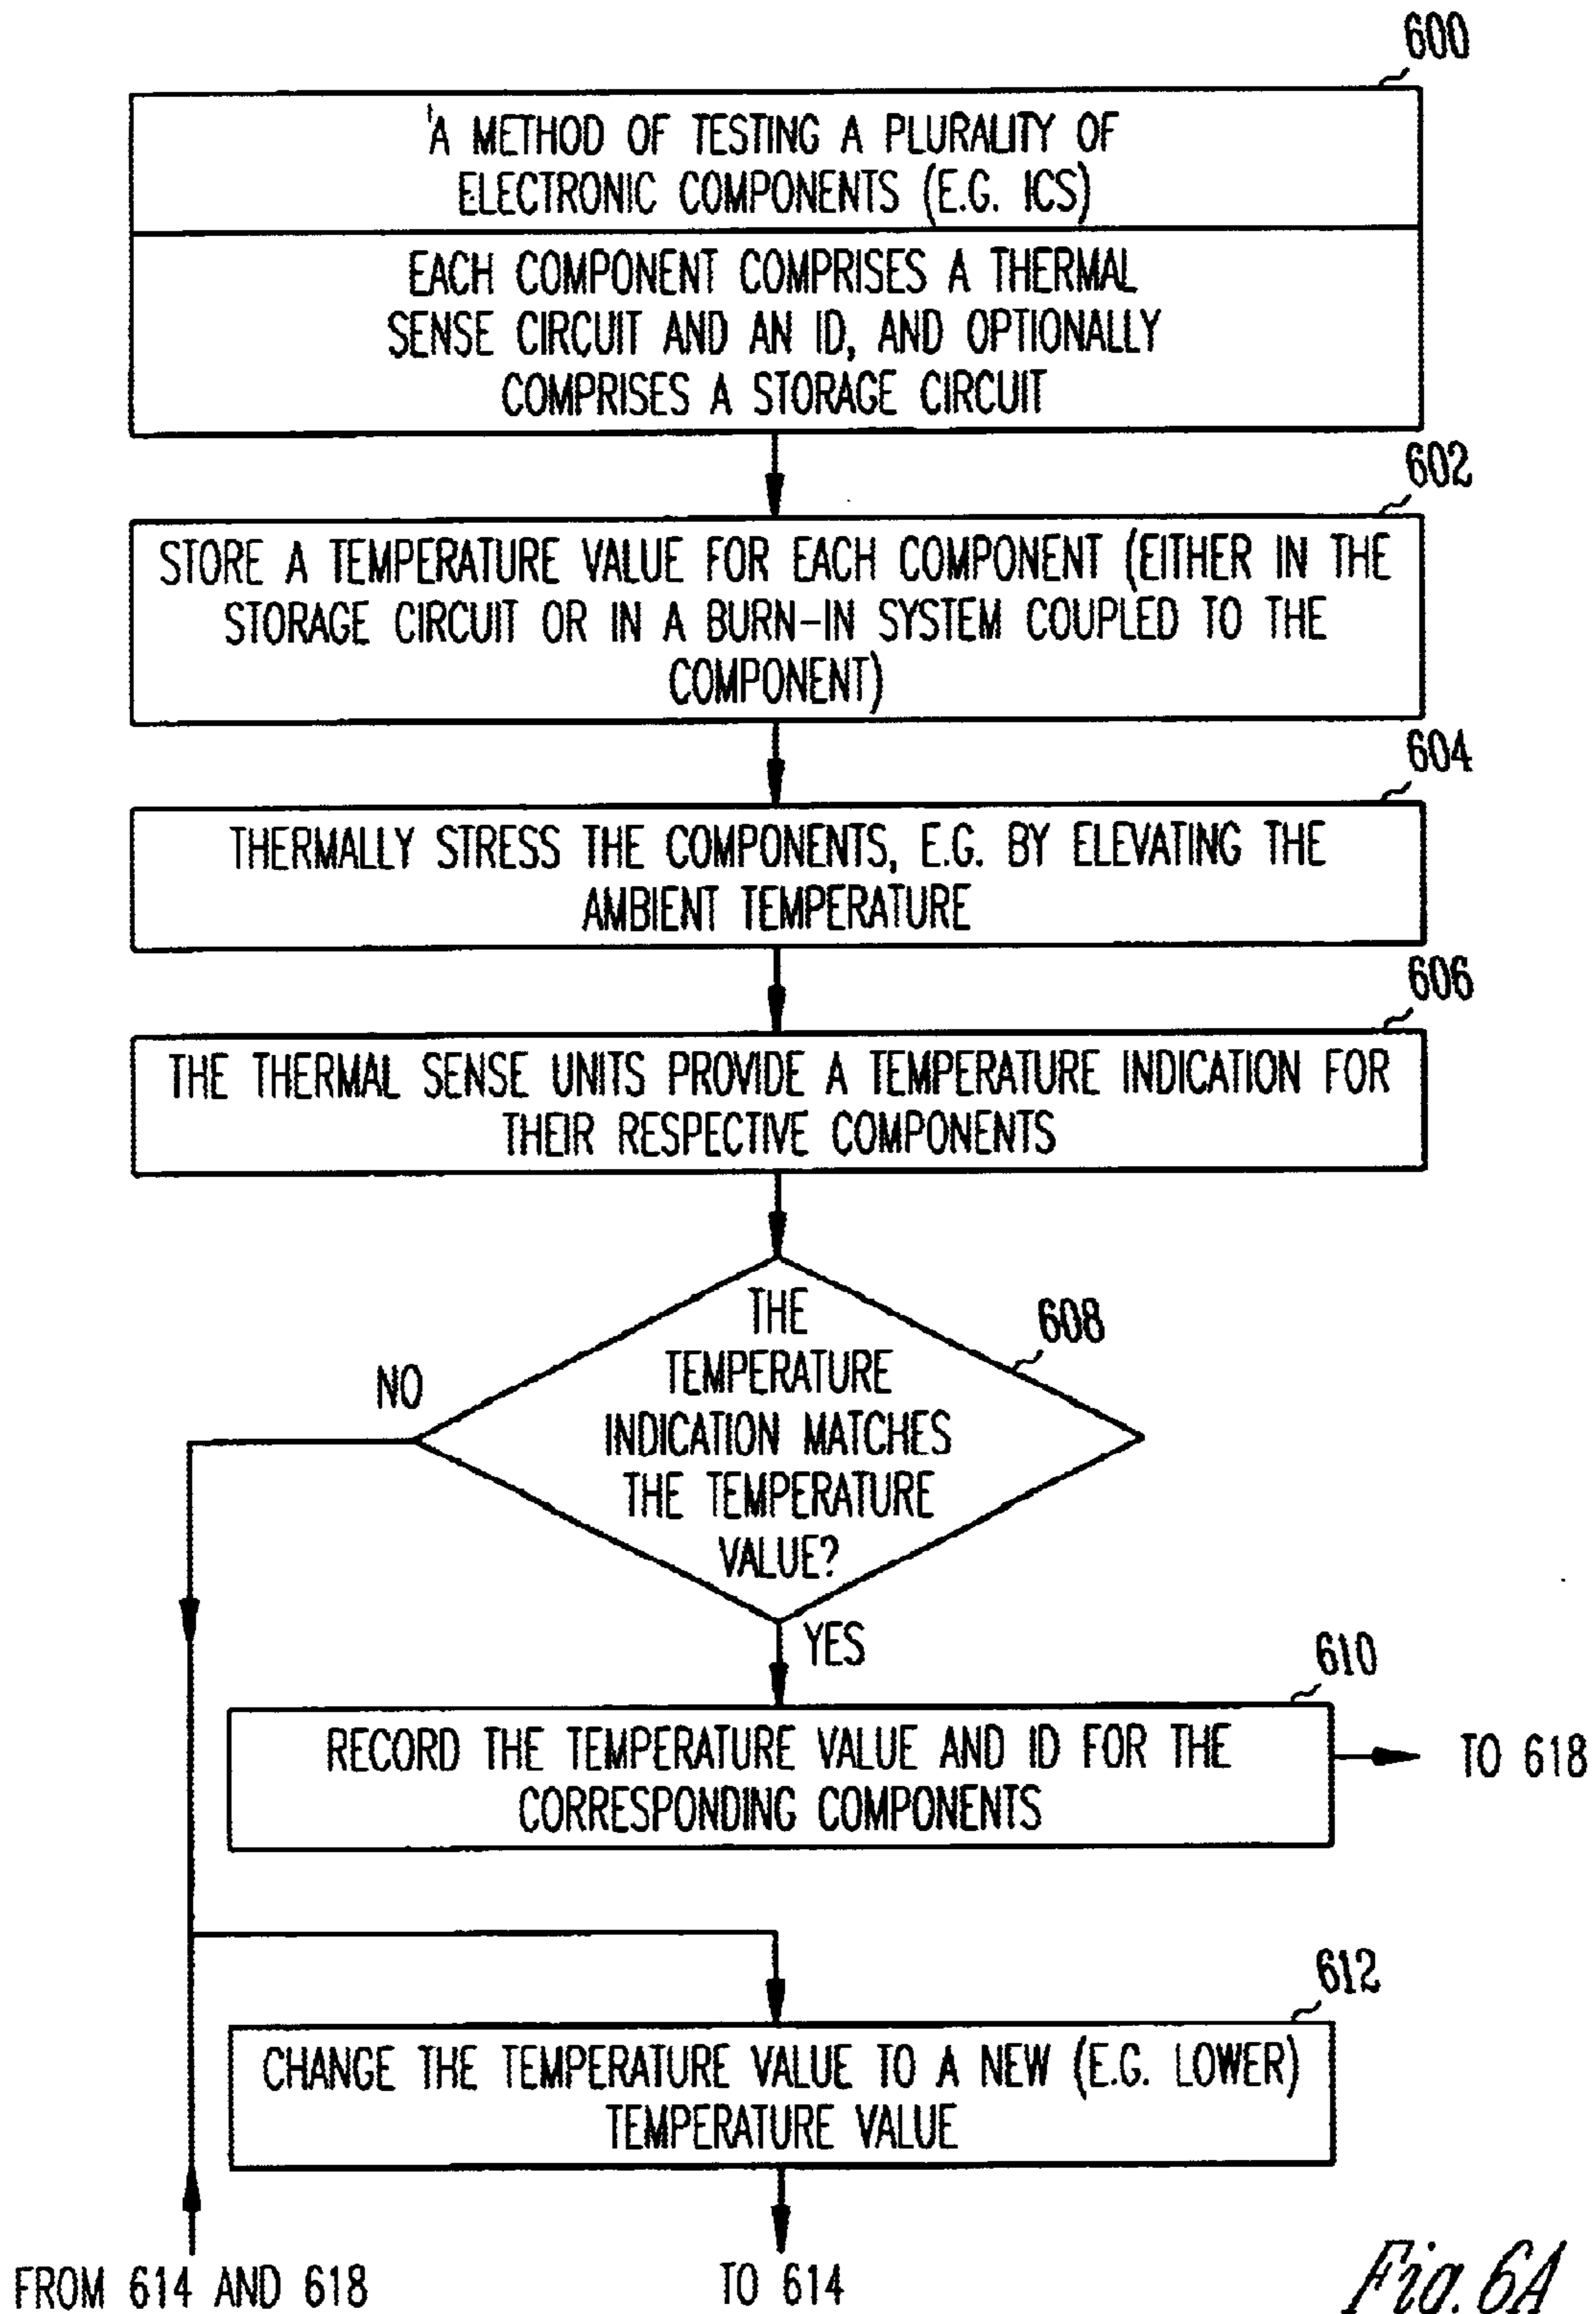 600
A METHOD OF TESTING A PLURALITY OF
ELECTRONIC COMPONENTS (E.G. ICS)
EACH COMPONENT COMPRISES A THERMAL
SENSE CIRCUIT AND AN ID, AND OPTIONALLY
COMPRISES A STORAGE CIRCUIT
602
STORE A TEMPERATURE VALUE FOR EACH COMPONENT (EITHER IN THE
STORAGE CIRCUIT OR IN A BURN-IN SYSTEM COUPLED TO THE
COMPONENT)
604
THERMALLY STRESS THE COMPONENTS, E.G. BY ELEVATING THE
AMBIENT TEMPERATURE
606
THE THERMAL SENSE UNITS PROVIDE A TEMPERATURE INDICATION FOR
THEIR RESPECTIVE COMPONENTS
608
THE
TEMPERATURE
INDICATION MATCHES
THE TEMPERATURE
VALUE?
NO
YES
610
RECORD THE TEMPERATURE VALUE AND ID FOR THE
CORRESPONDING COMPONENTS
TO 618
612
CHANGE THE TEMPERATURE VALUE TO A NEW (E.G. LOWER)
TEMPERATURE VALUE
FROM 614 AND 618
TO 614
Fig. 6A